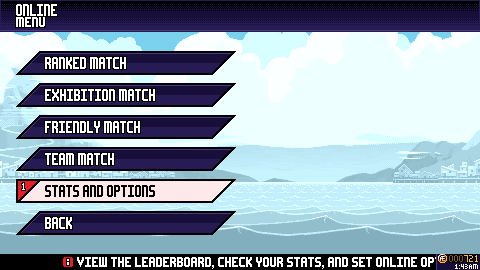 ONLINE
MENU
RANKED MATCH
EXHIBITION MATCH
FRIENDLY MATCH
TEAM MATCH
1 STATS AND OPTIONS
BACK
VIEW THE LEADERBOARD, CHECK YOUR STATS, AND SET ONLINE OP
000721
1:43AM